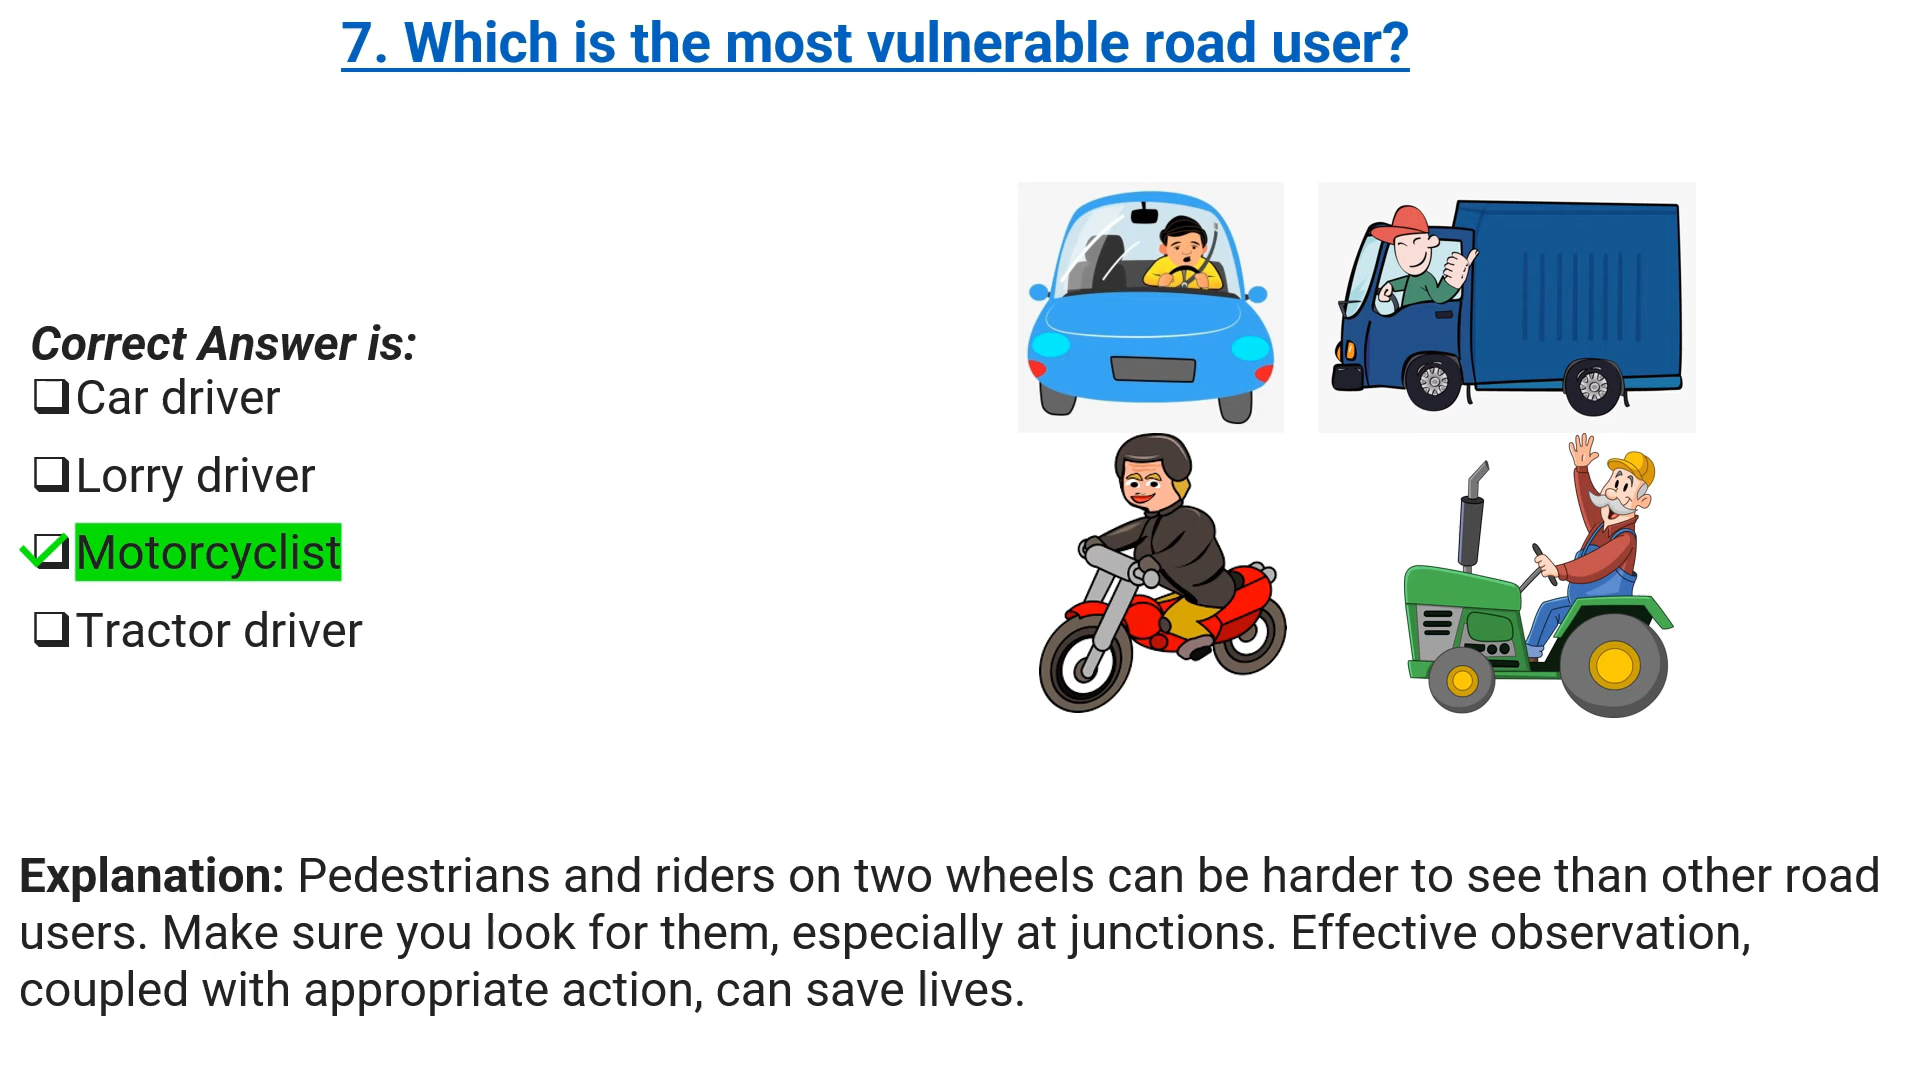 7. Which is the most vulnerable road user?
Correct Answer is:
Car driver
Lorry driver
Motorcyclist
Tractor driver
Explanation: Pedestrians and riders on two wheels can be harder to see than other road
users. Make sure you look for them, especially at junctions. Effective observation,
coupled with appropriate action, can save lives.